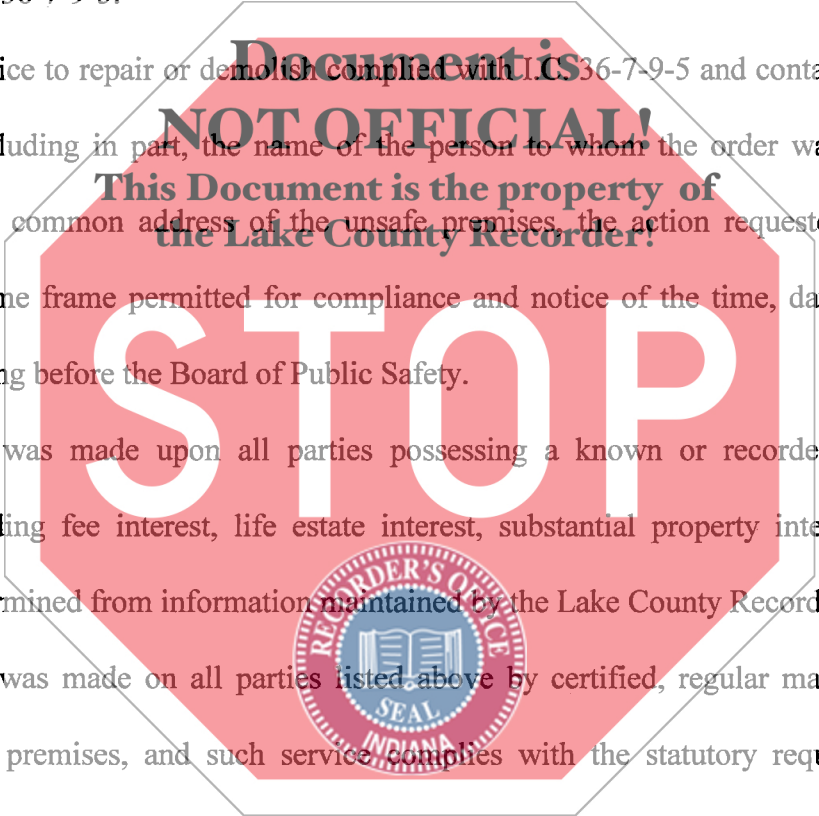 36-7-9-5.
Document is
ice to repair or demolish complied with I.C. 36-7-9-5 and conta
NOT OFFICIAL!
luding in part, the name of the person to whom the order wa
This Document is the property of
common address of the unsafe premises, the action requeste
the Lake County Recorder!
me frame permitted for compliance and notice of the time, da
STOP
ng before the Board of Public Safety.
was made upon all parties possessing a known or recorde
ding fee interest, life estate interest, substantial property inte
RECORDER'S OFFICE
rmined from information maintained by the Lake County Record
was made on all parties listed above by certified, regular ma
SEAL
INDIANA
premises, and such service complies with the statutory requ